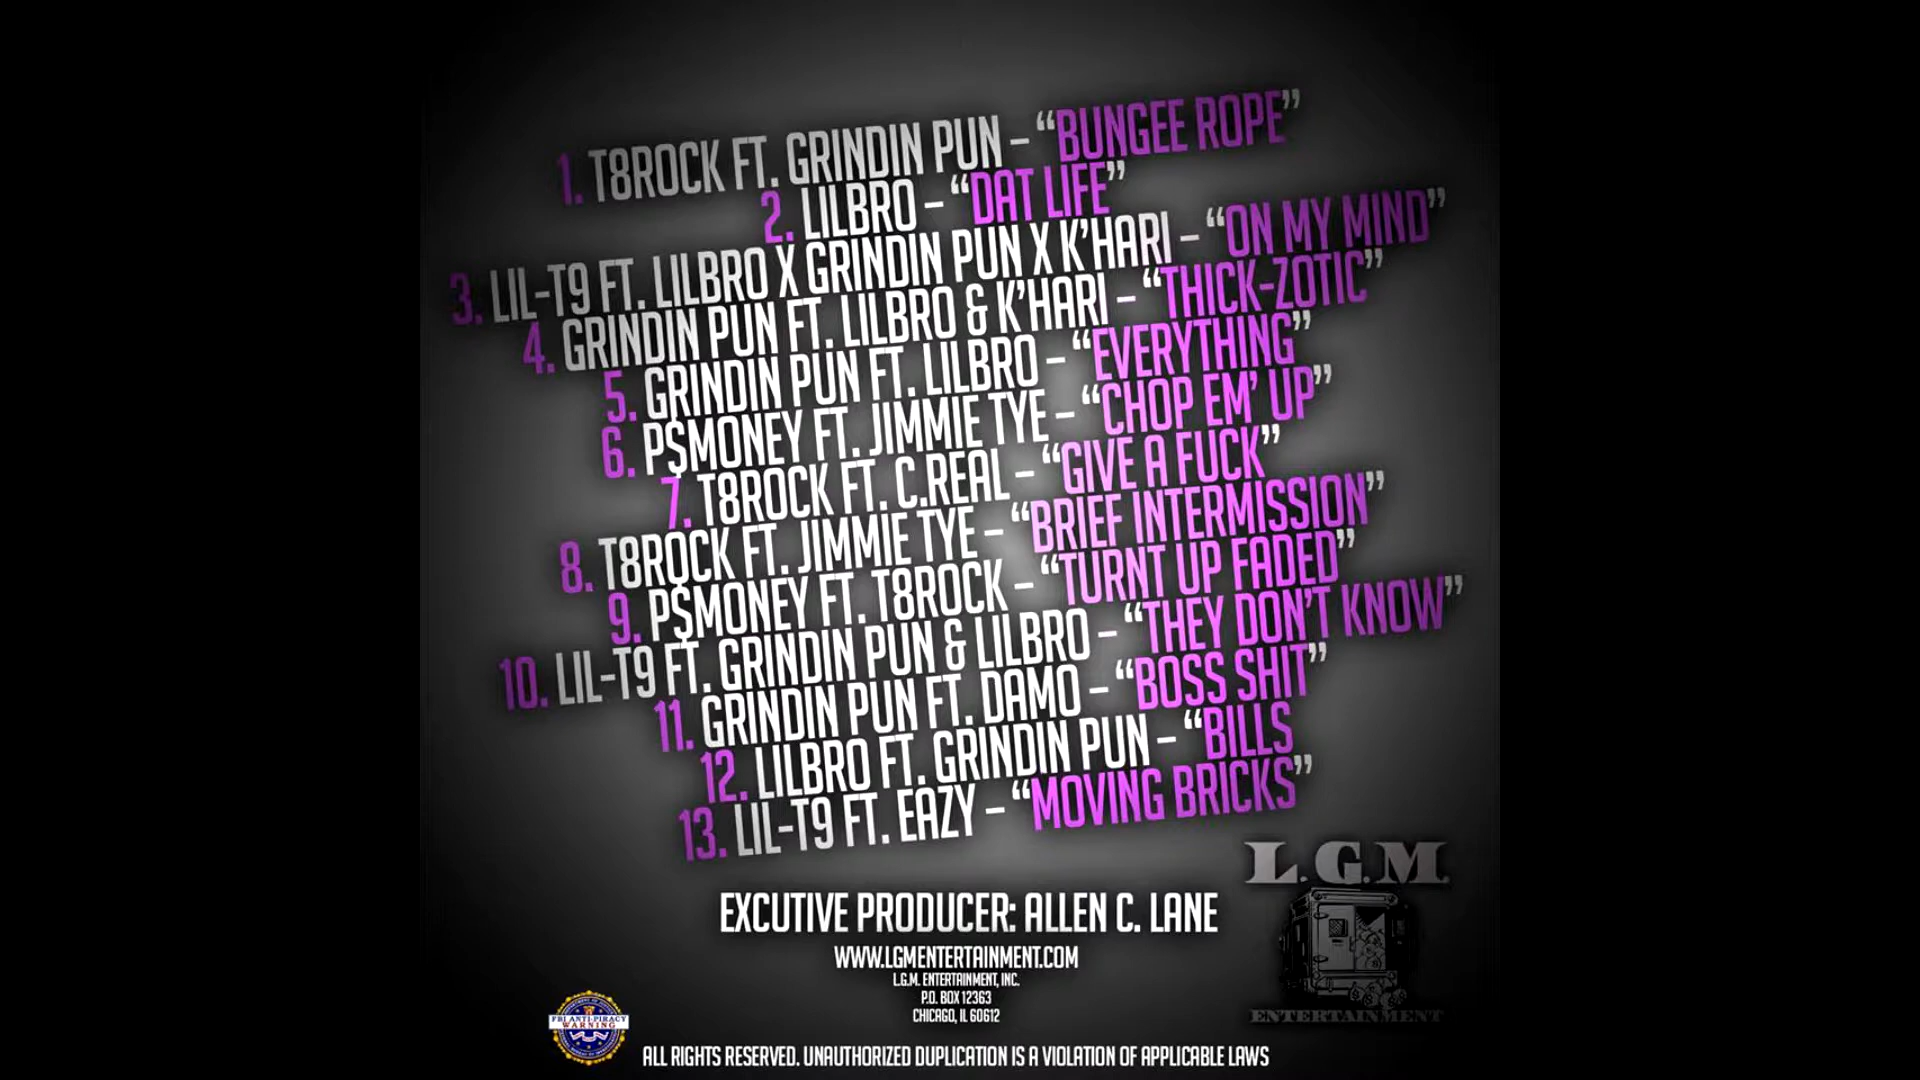 1. T8ROCK FT. GRINDIN PUN – “BUNGEE ROPE”
2. LILBRO – “DAT LIFE”
3. LIL-T9 FT. LILBRO X GRINDIN PUN X K’HARI – “ON MY MIND”
4. GRINDIN PUN FT. LILBRO & K’HARI – “THICK-ZOTIC”
5. GRINDIN PUN FT. LILBRO – “EVERYTHING”
6. P$MONEY FT. JIMMIE TYE – “CHOP EM’ UP”
7. T8ROCK FT. C.REAL – “GIVE A FUCK”
8. T8ROCK FT. JIMMIE TYE – “BRIEF INTERMISSION”
9. P$MONEY FT. T8ROCK – “TURNT UP FADED”
10. LIL-T9 FT. GRINDIN PUN & LILBRO – “THEY DON’T KNOW”
11. GRINDIN PUN FT. DAMO – “BOSS SHIT”
12. LILBRO FT. GRINDIN PUN – “BILLS
13. LIL-T9 FT. EAZY – “MOVING BRICKS”
L.G.M.
ENTERTAINMENT
EXCUTIVE PRODUCER: ALLEN C. LANE
WWW.LGMENTERTAINMENT.COM
L.G.M. ENTERTAINMENT, INC.
P.O. BOX 12363
CHICAGO, IL 60612
FBI ANTI-PIRACY
WARNING
ALL RIGHTS RESERVED. UNAUTHORIZED DUPLICATION IS A VIOLATION OF APPLICABLE LAWS